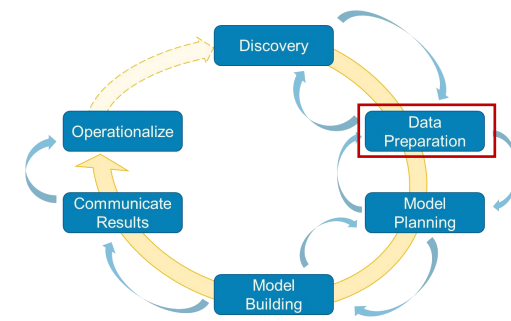 Discovery
Data
Preparation
Model
Planning
Model
Building
Communicate
Results
Operationalize